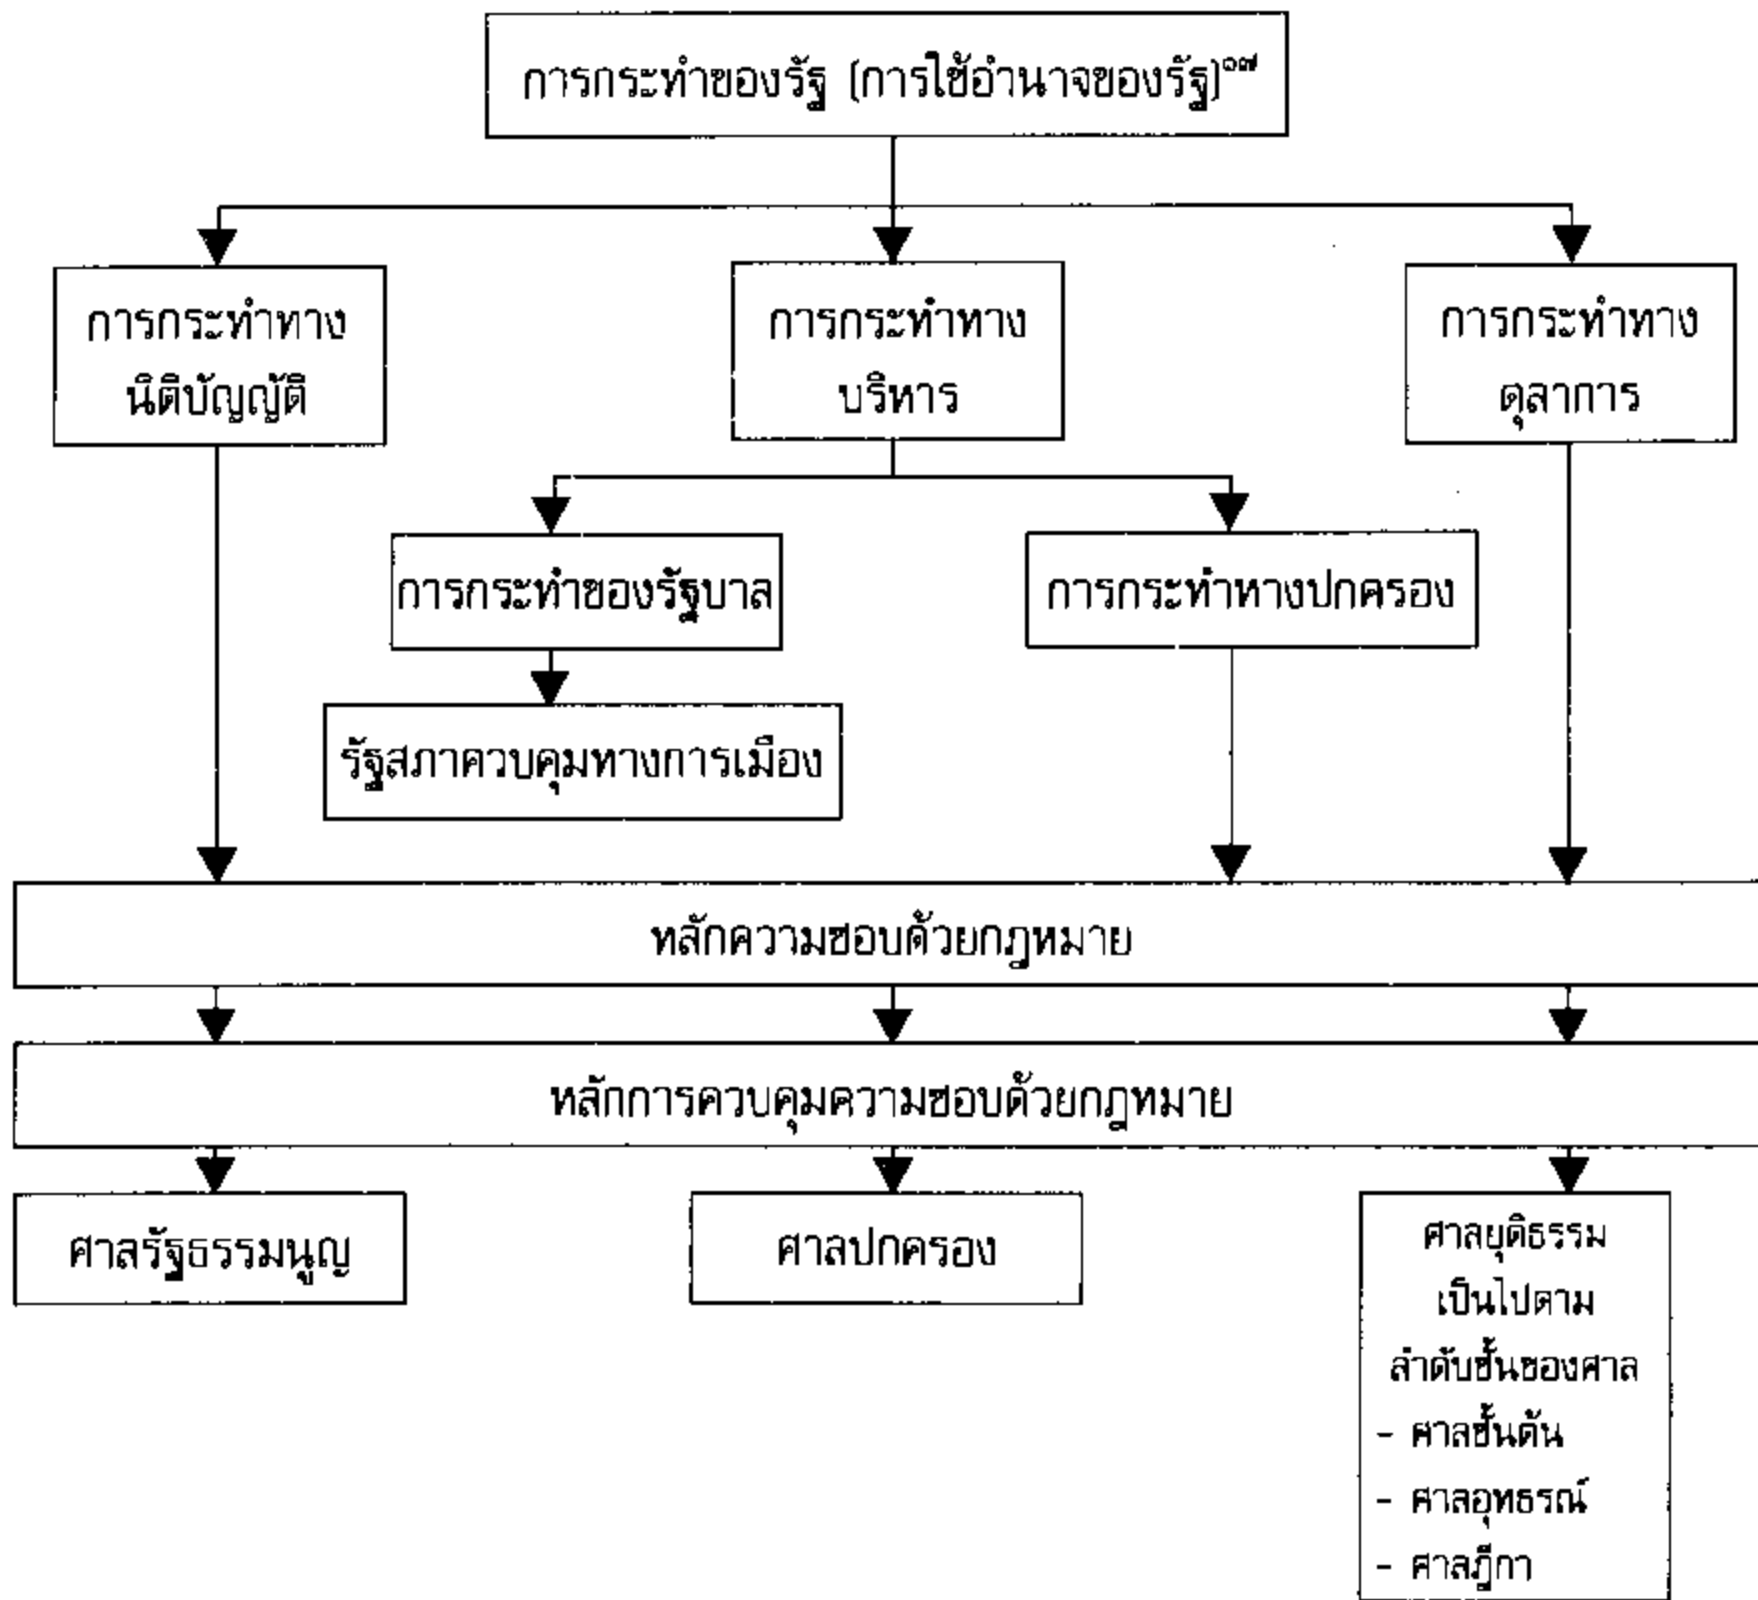 การกระทำของรัฐ (การใช้อำนาจของรัฐ)๑๗
การกระทำทาง
นิติบัญญัติ
การกระทำทาง
บริหาร
การกระทำทาง
ตุลาการ
การกระทำของรัฐบาล
การกระทำทางปกครอง
รัฐสภาควบคุมทางการเมือง
หลักความชอบด้วยกฎหมาย
หลักการควบคุมความชอบด้วยกฎหมาย
ศาลรัฐธรรมนูญ
ศาลปกครอง
ศาลยุติธรรม
เป็นไปตาม
ลำดับชั้นของศาล
- ศาลชั้นต้น
- ศาลอุทธรณ์
- ศาลฎีกา